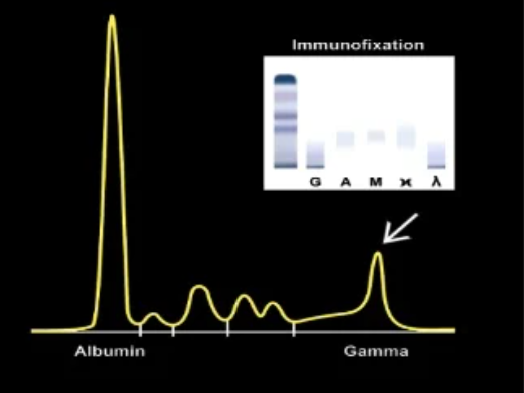 Immunofixation
G A M ϰ λ
Albumin Gamma